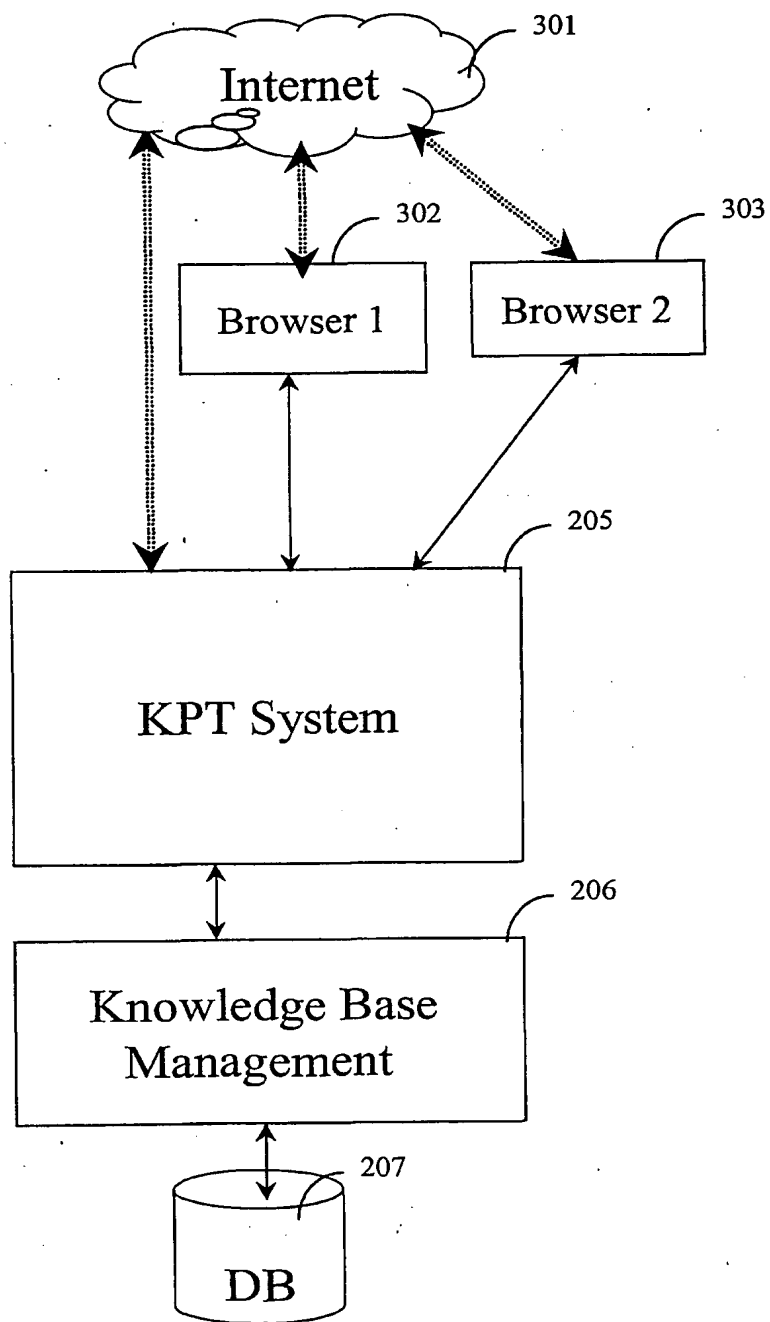 301
Internet
302
303
Browser 1
Browser 2
205
KPT System
206
Knowledge Base
Management
207
DB